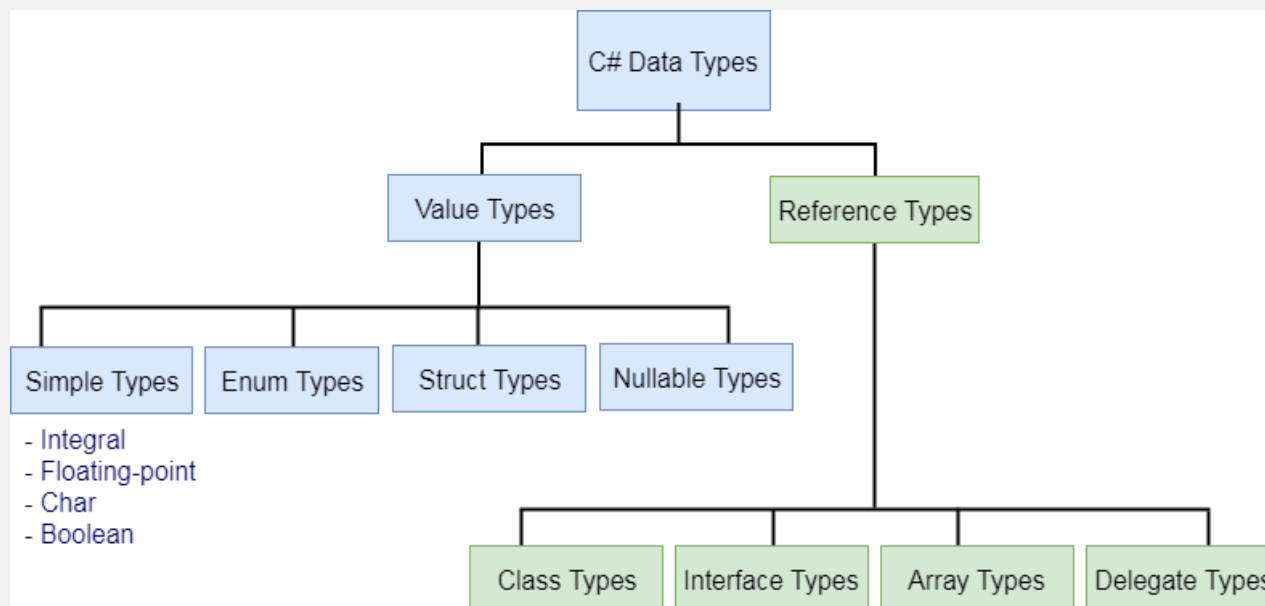 C# Data Types
Value Types
Reference Types
Simple Types
Enum Types
Struct Types
Nullable Types
- Integral
- Floating-point
- Char
- Boolean
Class Types
Interface Types
Array Types
Delegate Types